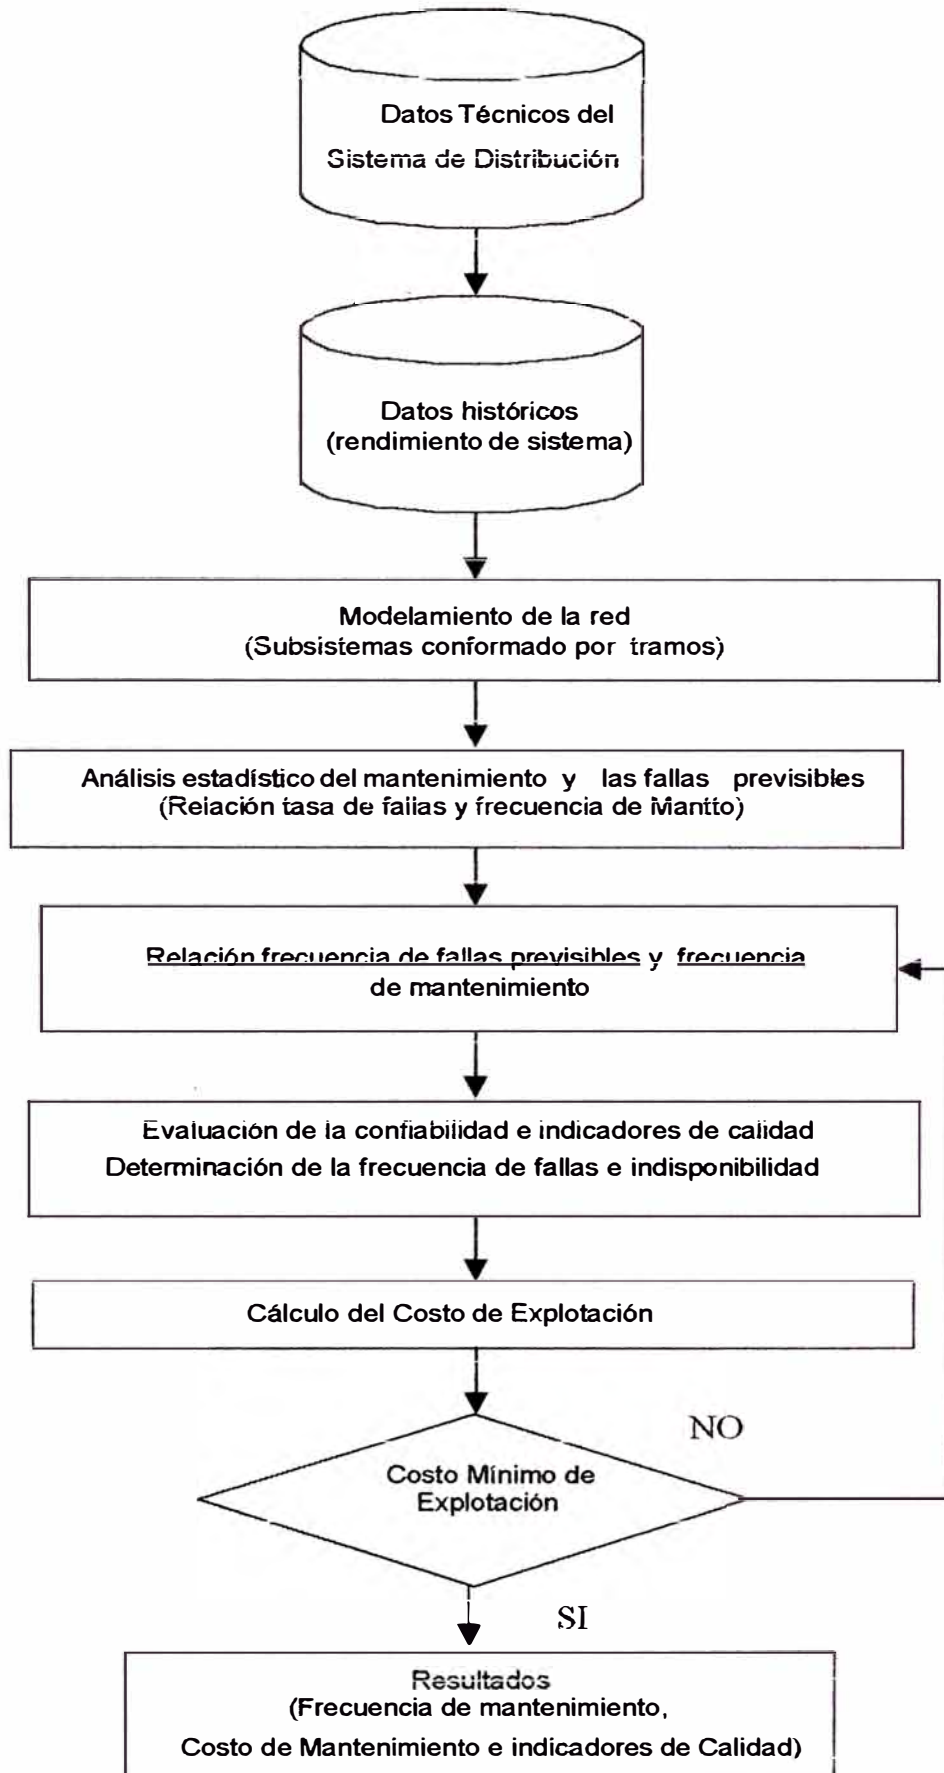 Datos Técnicos del
Sistema de Distribución
Datos históricos
(rendimiento de sistema)
Modelamiento de la red
(Subsistemas conformado por tramos)
Análisis estadístico del mantenimiento y las fallas previsibles
(Relación tasa de fallas y frecuencia de Mantto)
Relación frecuencia de fallas previsibles y frecuencia
de mantenimiento
Evaluación de la confiabilidad e indicadores de calidad
Determinación de la frecuencia de fallas e indisponibilidad
Cálculo del Costo de Explotación
NO
Costo Mínimo de
Explotación
SI
Resultados
(Frecuencia de mantenimiento,
Costo de Mantenimiento e indicadores de Calidad)